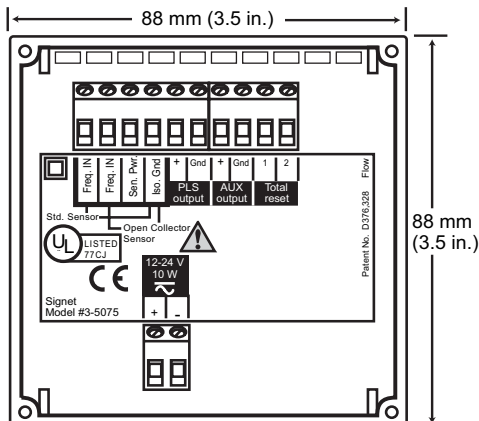 88 mm (3.5 in.)
Freq. IN
Freq. IN
Sen. Pwr.
Iso. Gnd
+ Gnd + Gnd 1 2
PLS output
AUX output
Total reset
Std. Sensor
Open Collector
Sensor
UL LISTED
77CJ
CE
12-24 V
10 W
+ -
Signet
Model #3-5075
Patent No. D376,328 Flow
88 mm
(3.5 in.)